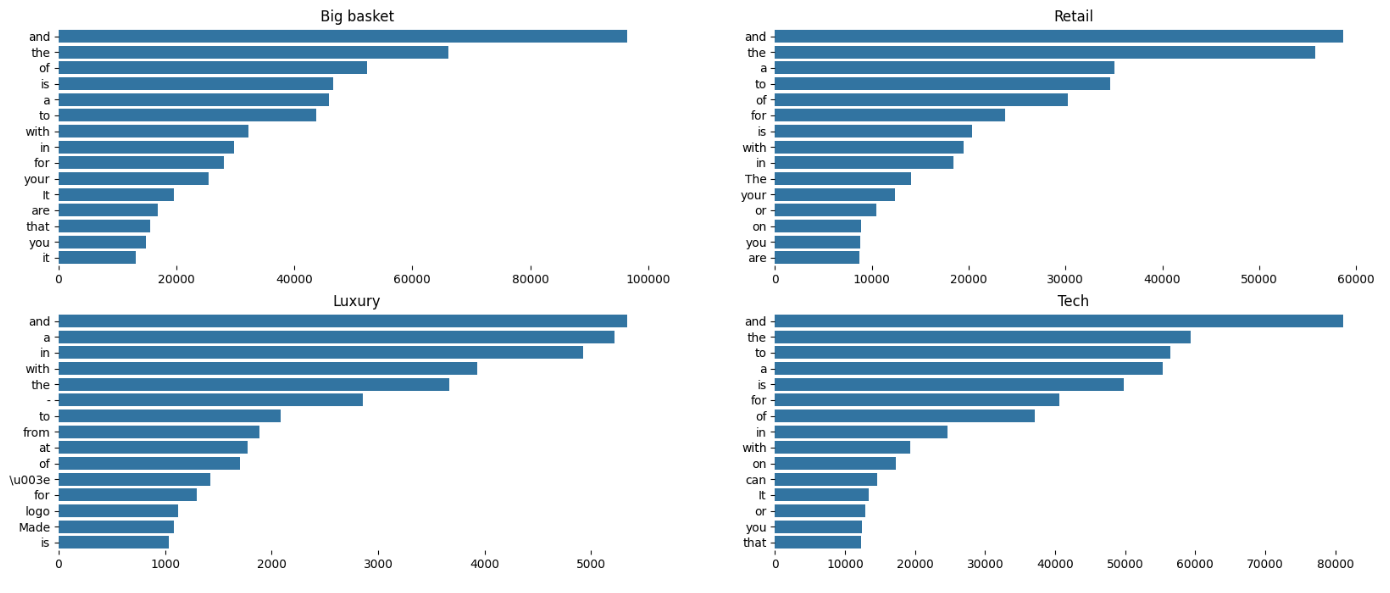 Big basket
and
the
of
is
a
to
with
in
for
your
It
are
that
you
it
0 20000 40000 60000 80000 100000
Retail
and
the
a
to
of
for
is
with
in
The
your
or
on
you
are
0 10000 20000 30000 40000 50000 60000
Luxury
and
a
in
with
the
-
to
from
at
of
\u003e
for
logo
Made
is
0 1000 2000 3000 4000 5000
Tech
and
the
to
a
is
for
of
in
with
on
can
It
or
you
that
0 10000 20000 30000 40000 50000 60000 70000 80000